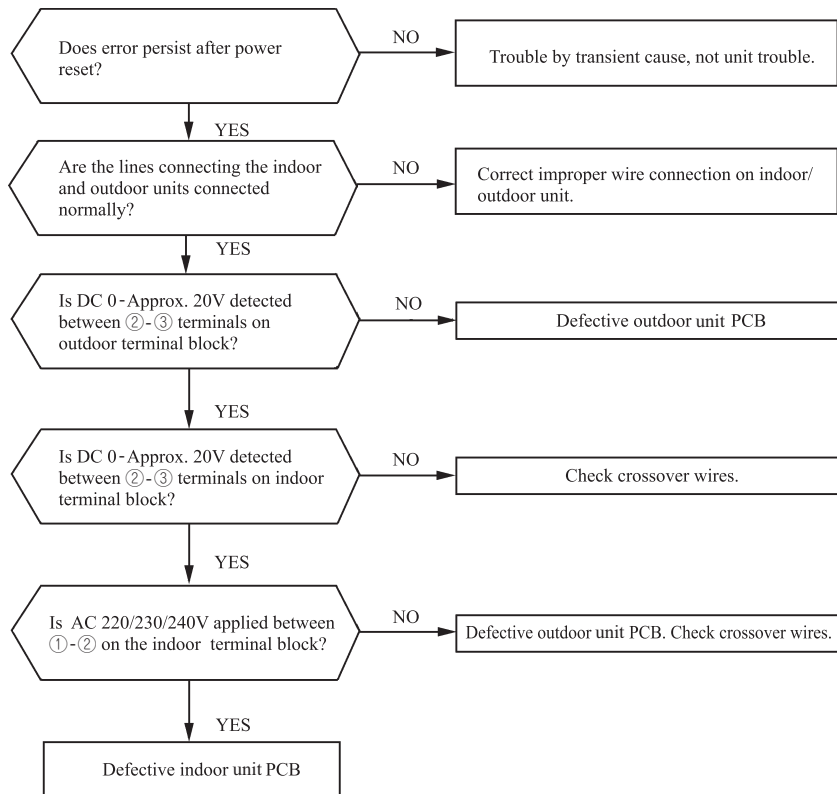 Does error persist after power
reset?
NO
Trouble by transient cause, not unit trouble.
YES
Are the lines connecting the indoor
and outdoor units connected
normally?
NO
Correct improper wire connection on indoor/
outdoor unit.
YES
Is DC 0-Approx. 20V detected
between ②-③ terminals on
outdoor terminal block?
NO
Defective outdoor unit PCB
YES
Is DC 0-Approx. 20V detected
between ②-③ terminals on indoor
terminal block?
NO
Check crossover wires.
YES
Is AC 220/230/240V applied between
①-② on the indoor terminal block?
NO
Defective outdoor unit PCB. Check crossover wires.
YES
Defective indoor unit PCB